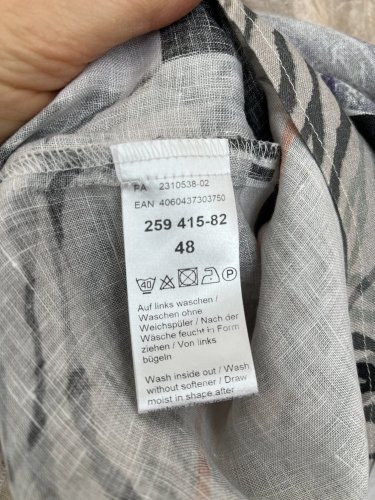 PA 2310538-02
EAN 4060437303750
259 415-82
48
40 P
Auf links waschen /
Waschen ohne
Weichspüler / Nach der
Wäsche feucht in Form
ziehen / Von links
bügeln
Wash inside out / Wash
without softener / Draw
moist in shape after